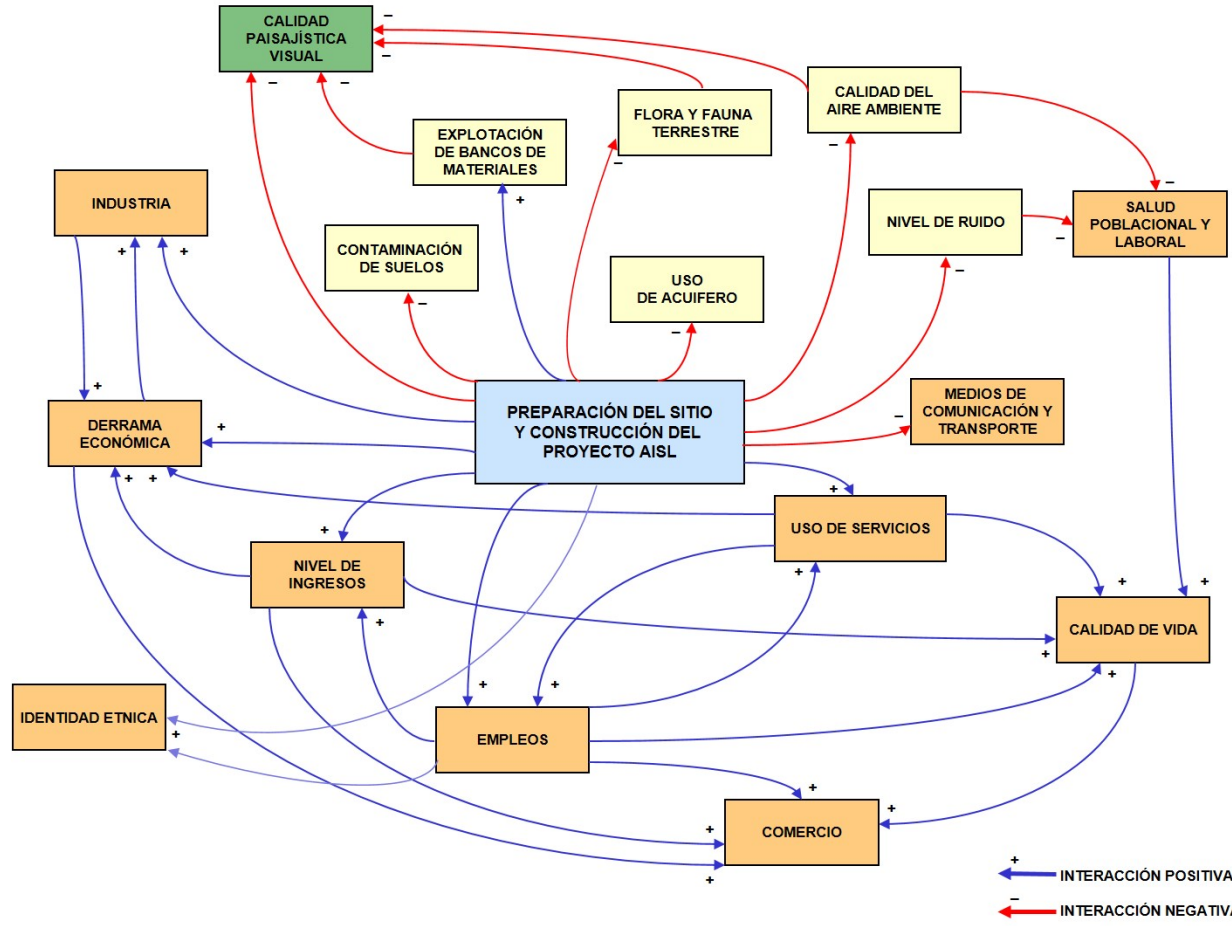 CALIDAD
PAISAJÍSTICA
VISUAL
–
–
–
–
CALIDAD DEL
AIRE AMBIENTE
–
FLORA Y FAUNA
TERRESTRE
–
EXPLOTACIÓN
DE BANCOS DE
MATERIALES
+
INDUSTRIA
+
+
NIVEL DE RUIDO
–
–
–
SALUD
POBLACIONAL Y
LABORAL
CONTAMINACIÓN
DE SUELOS
–
USO
DE ACUIFERO
–
PREPARACIÓN DEL SITIO
Y CONSTRUCCIÓN DEL
PROYECTO AISL
MEDIOS DE
COMUNICACIÓN Y
TRANSPORTE
–
+
DERRAMA
ECONÓMICA
+
+
+
+
USO DE SERVICIOS
+
+
NIVEL DE
INGRESOS
+
+
+
CALIDAD DE VIDA
+
+
IDENTIDAD ETNICA
+
+
+
EMPLEOS
+
+
COMERCIO
+
+
+
INTERACCIÓN POSITIVA
–
INTERACCIÓN NEGATIVA